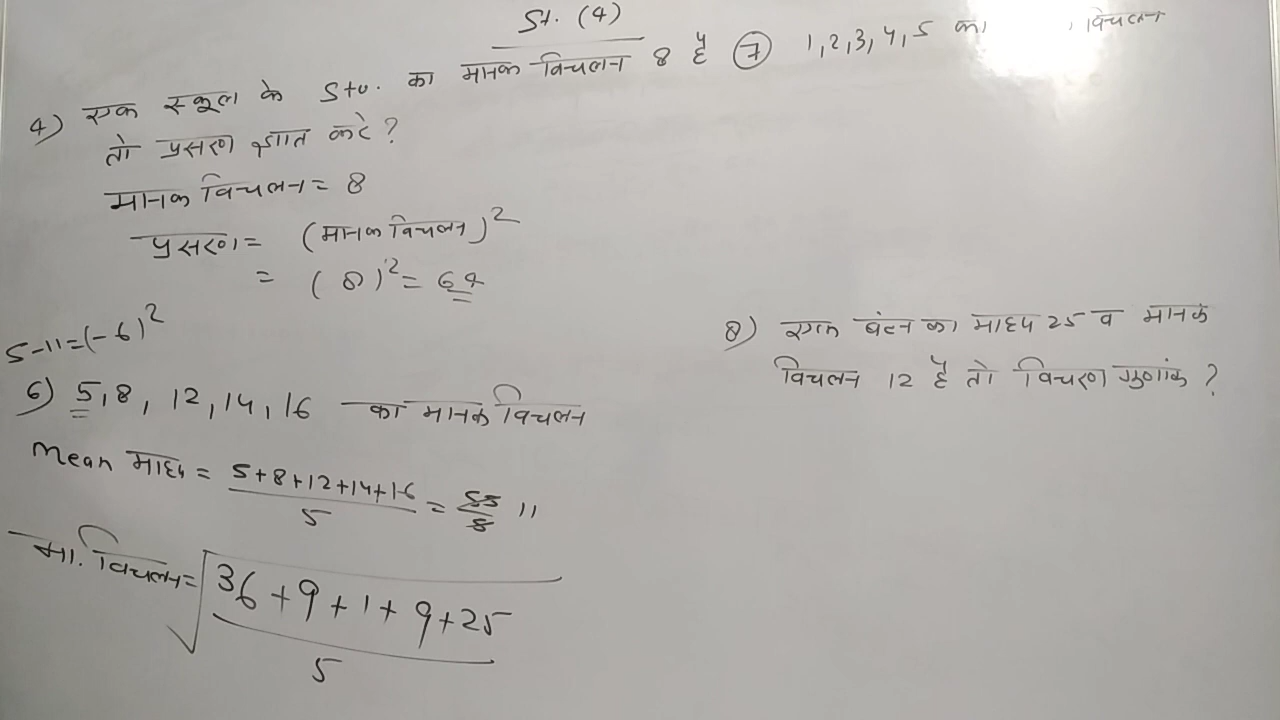 St. (4)
4) एक स्कूल के Stu. का मानक विचलन 8 है
तो प्रसरण ज्ञात करे?
मानक विचलन = 8
प्रसरण = (मानक विचलन)²
= (8)² = 64
5-11=(-6)²
6) 5,8, 12,14,16 का मानक विचलन
Mean माध्य = 5+8+12+14+16 / 5 = 55 / 5 11
मा. विचलन = √36+9+1+9+25 / 5
7 1,2,3,4,5 का विचलन
8) एक बंटन का माध्य 25 व मानक
विचलन 12 है तो विचरण गुणांक ?